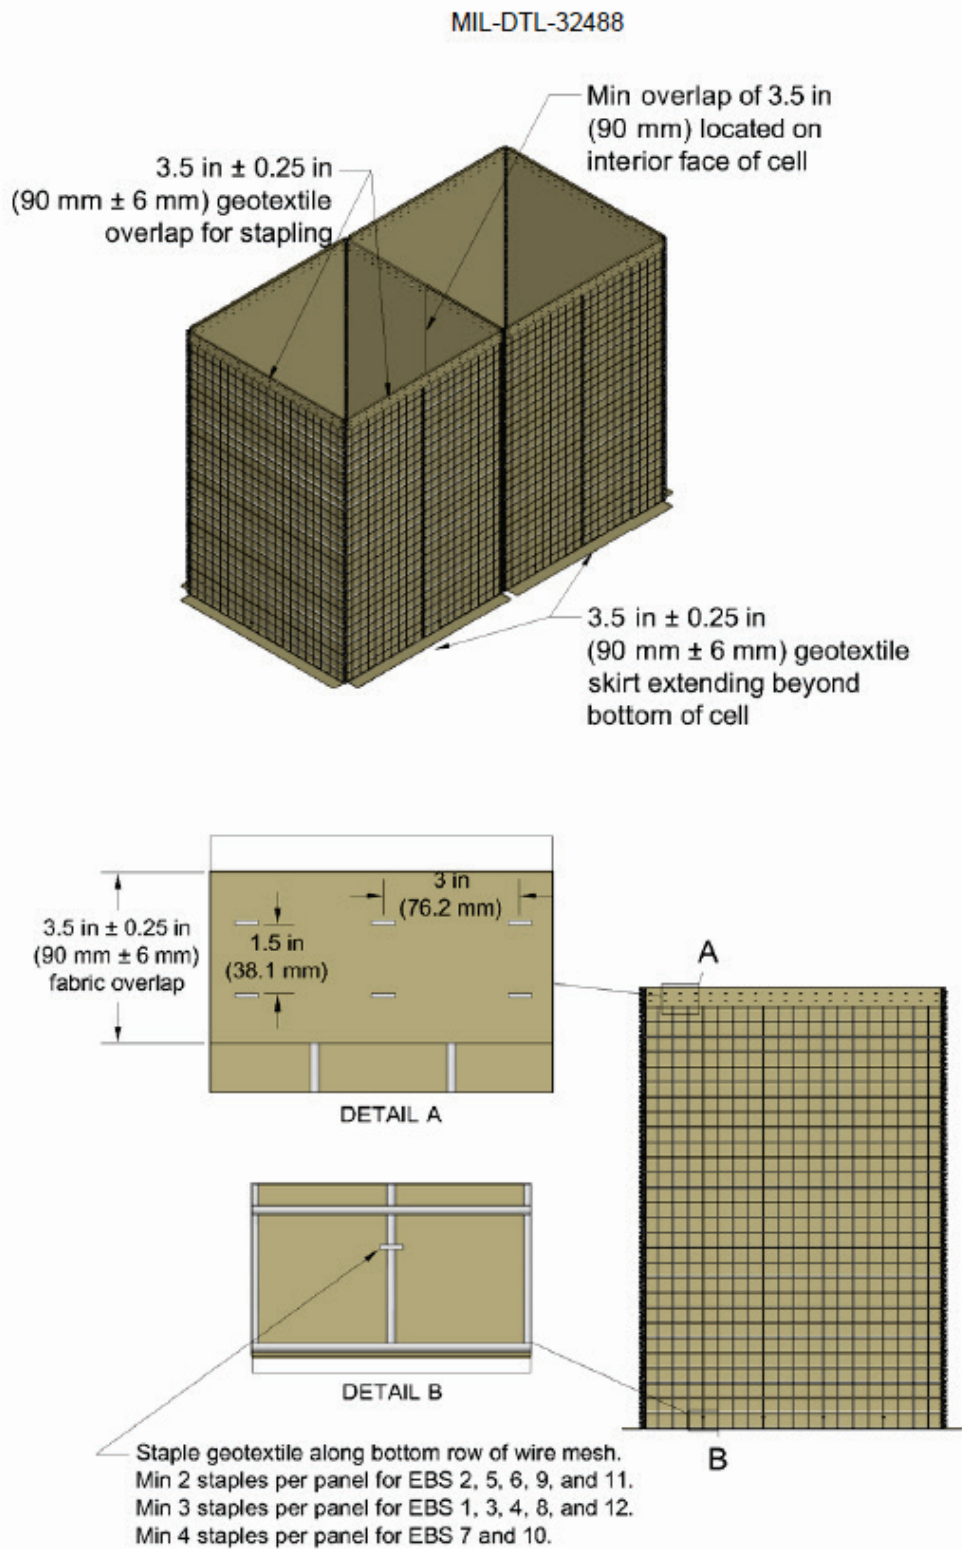 MIL-DTL-32488
Min overlap of 3.5 in
(90 mm) located on
interior face of cell
3.5 in ± 0.25 in
(90 mm ± 6 mm) geotextile
overlap for stapling
3.5 in ± 0.25 in
(90 mm ± 6 mm) geotextile
skirt extending beyond
bottom of cell
3 in
(76.2 mm)
3.5 in ± 0.25 in
(90 mm ± 6 mm)
fabric overlap
1.5 in
(38.1 mm)
A
DETAIL A
DETAIL B
B
Staple geotextile along bottom row of wire mesh.
Min 2 staples per panel for EBS 2, 5, 6, 9, and 11.
Min 3 staples per panel for EBS 1, 3, 4, 8, and 12.
Min 4 staples per panel for EBS 7 and 10.